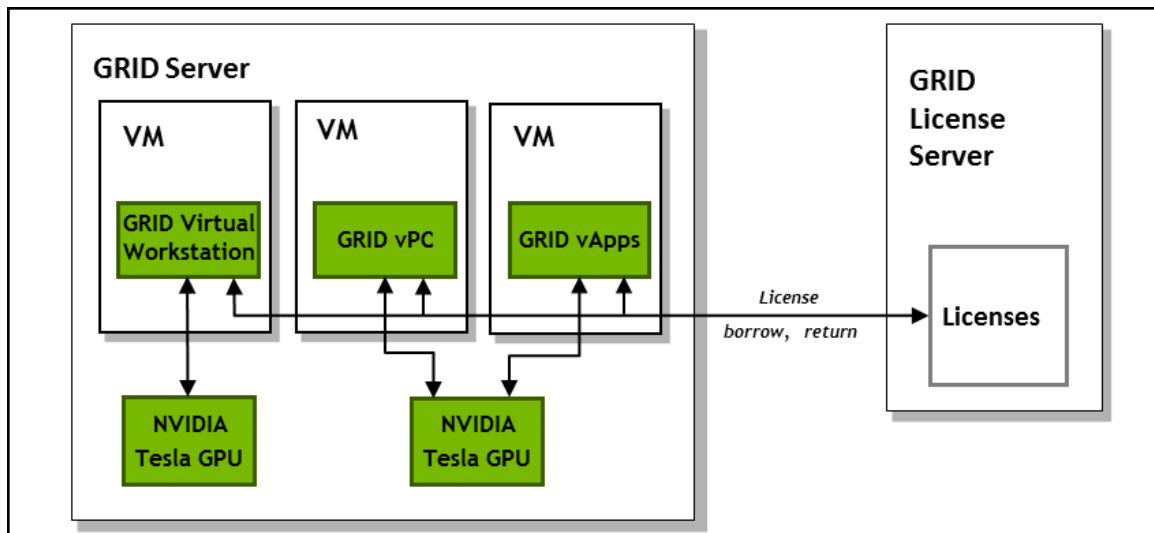 GRID Server
VM
VM
VM
GRID Virtual
Workstation
GRID vPC
GRID vApps
NVIDIA
Tesla GPU
NVIDIA
Tesla GPU
License
borrow, return
GRID
License
Server
Licenses